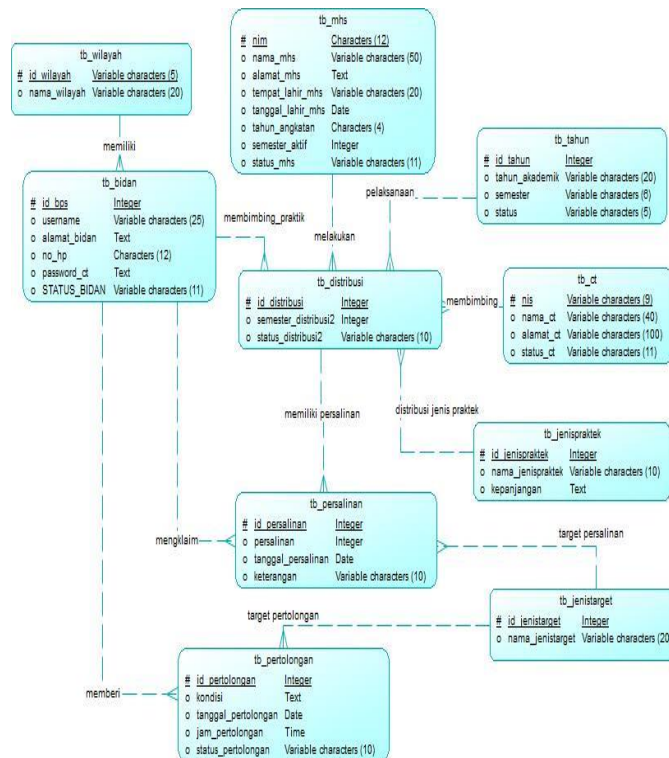 tb_mhs
# nim Characters (12)
o nama_mhs Variable characters (50)
o alamat_mhs Text
o tempat_lahir_mhs Variable characters (20)
o tanggal_lahir_mhs Date
o tahun_angkatan Characters (4)
o semester_aktif Integer
o status_mhs Variable characters (11)
tb_wilayah
# id_wilayah Variable characters (5)
o nama_wilayah Variable characters (20)
memiliki
tb_bidan
# id_bps Integer
o username Variable characters (25)
o alamat_bidan Text
o no_hp Characters (12)
o password_ct Text
o STATUS_BIDAN Variable characters (11)
tb_tahun
# id_tahun Integer
o tahun_akademik Variable characters (20)
o semester Variable characters (6)
o status Variable characters (5)
pelaksanaan
membimbing_praktik
melakukan
tb_distribusi
# id_distribusi Integer
o semester_distribusi2 Integer
o status_distribusi2 Variable characters (10)
membimbing
tb_ct
# nis Variable characters (9)
o nama_ct Variable characters (40)
o alamat_ct Variable characters (100)
o status_ct Variable characters (11)
memiliki persalinan
distribusi jenis praktek
tb_jenispraktek
# id_jenispraktek Integer
o nama_jenispraktek Variable characters (10)
o kepanjangan Text
mengklaim
tb_persalinan
# id_persalinan Integer
o persalinan Integer
o tanggal_persalinan Date
o keterangan Variable characters (10)
target persalinan
tb_jenistarget
# id_jenistarget Integer
o nama_jenistarget Variable characters (20
target pertolongan
memberi
tb_pertolongan
# id_pertolongan Integer
o kondisi Text
o tanggal_pertolongan Date
o jam_pertolongan Time
o status_pertolongan Variable characters (10)